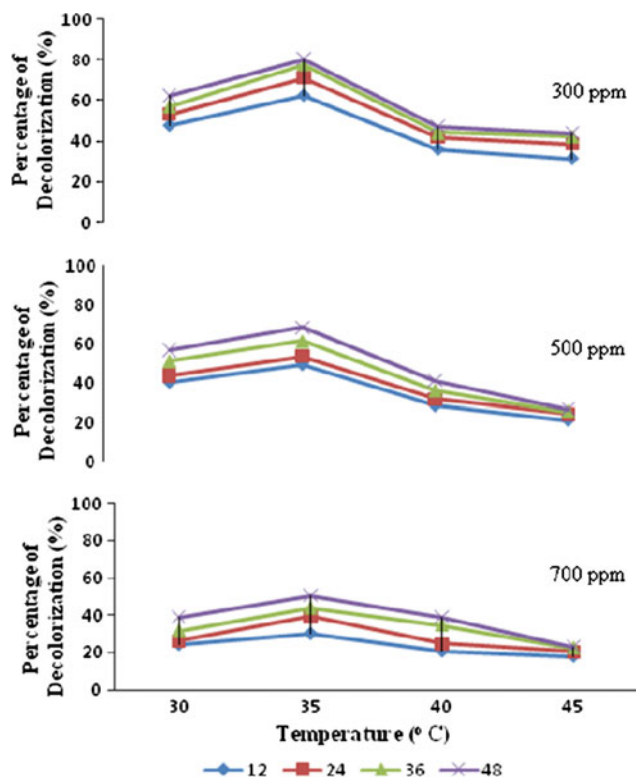 Percentage of
Decolorization (%)
100
80
60
40
20
0
300 ppm
Percentage of
Decolorization (%)
100
80
60
40
20
0
500 ppm
Percentage of
Decolorization (%)
100
80
60
40
20
0
700 ppm
30 35 40 45
Temperature (º C)
12 24 36 48